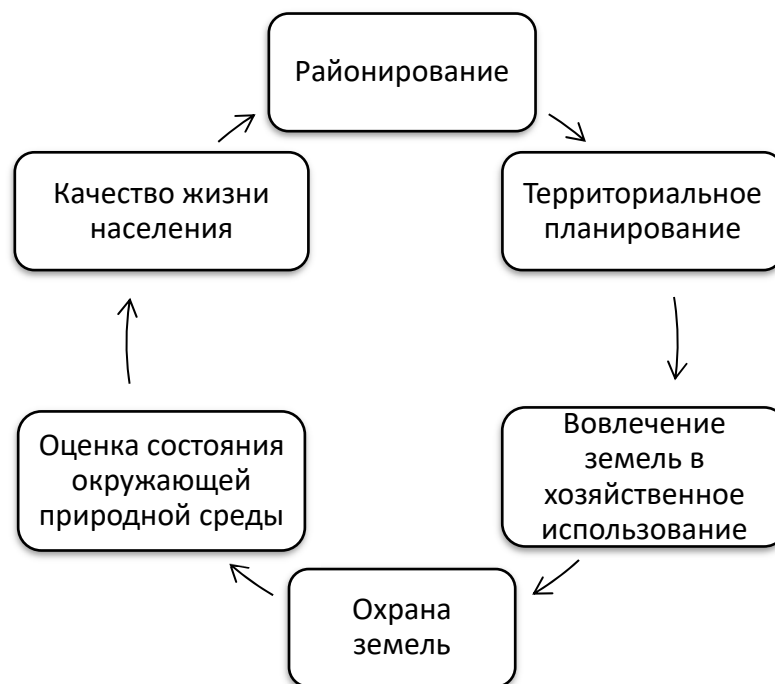 Районирование
Территориальное
планирование
Вовлечение
земель в
хозяйственное
использование
Охрана
земель
Оценка состояния
окружающей
природной среды
Качество жизни
населения